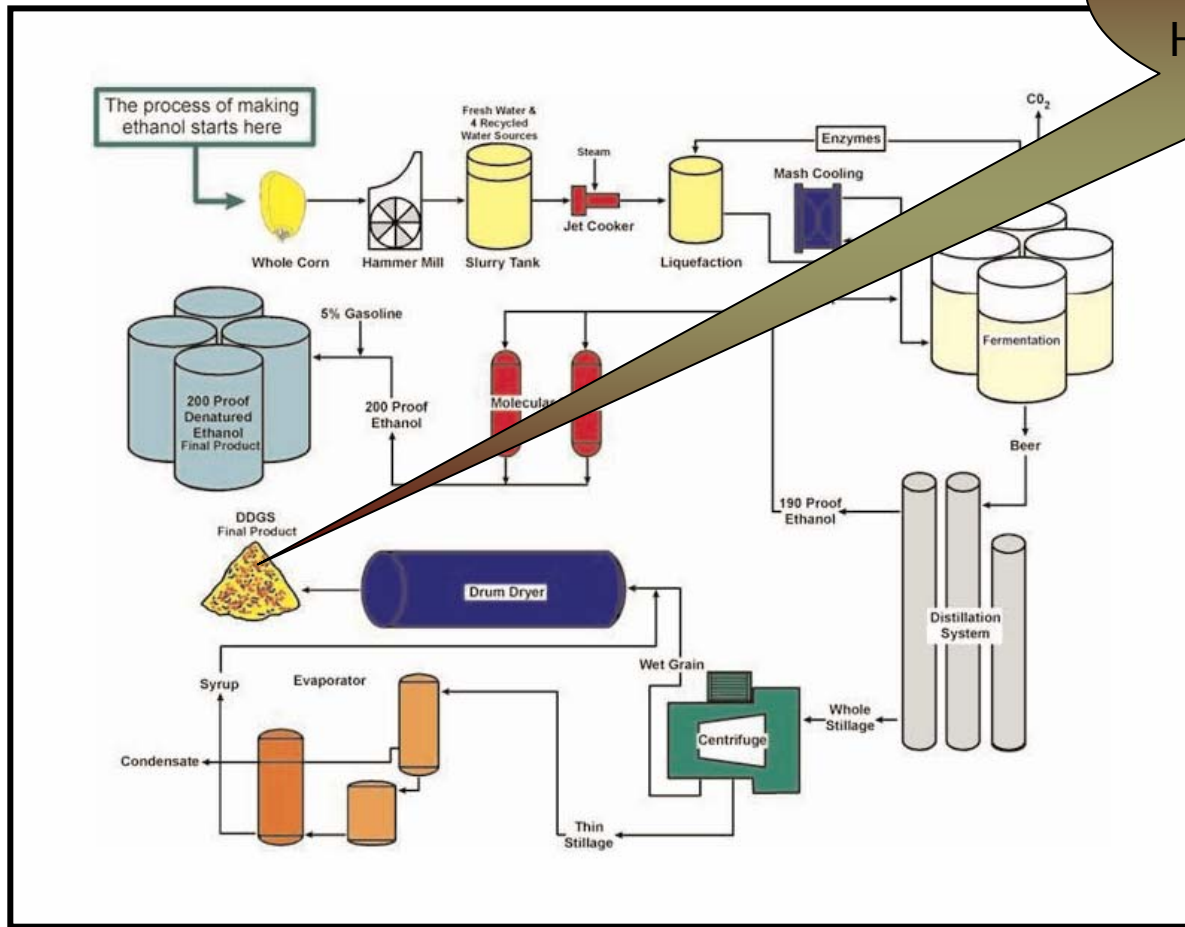 H
The process of making
ethanol starts here
Fresh Water &
4 Recycled
Water Sources
Steam
Enzymes
C0₂
Mash Cooling
Jet Cooker
Whole Corn
Hammer Mill
Slurry Tank
Liquefaction
5% Gasoline
Fermentation
200 Proof
Denatured
Ethanol
Final Product
200 Proof
Ethanol
Molecular
Beer
190 Proof
Ethanol
DDGS
Final Product
Drum Dryer
Distillation
System
Wet Grain
Syrup
Evaporator
Whole
Stillage
Centrifuge
Condensate
Thin
Stillage